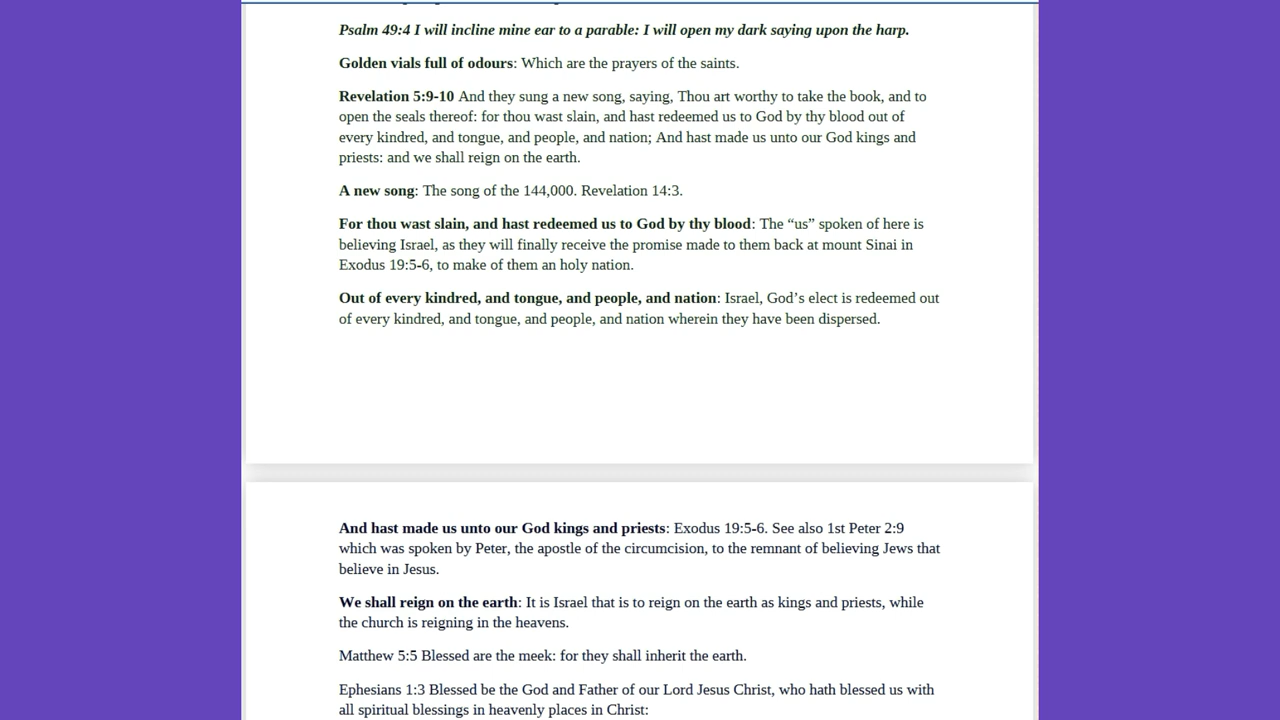 Psalm 49:4 I will incline mine ear to a parable: I will open my dark saying upon the harp.
Golden vials full of odours: Which are the prayers of the saints.
Revelation 5:9-10 And they sung a new song, saying, Thou art worthy to take the book, and to
open the seals thereof: for thou wast slain, and hast redeemed us to God by thy blood out of
every kindred, and tongue, and people, and nation; And hast made us unto our God kings and
priests: and we shall reign on the earth.
A new song: The song of the 144,000. Revelation 14:3.
For thou wast slain, and hast redeemed us to God by thy blood: The “us” spoken of here is
believing Israel, as they will finally receive the promise made to them back at mount Sinai in
Exodus 19:5-6, to make of them an holy nation.
Out of every kindred, and tongue, and people, and nation: Israel, God’s elect is redeemed out
of every kindred, and tongue, and people, and nation wherein they have been dispersed.
And hast made us unto our God kings and priests: Exodus 19:5-6. See also 1st Peter 2:9
which was spoken by Peter, the apostle of the circumcision, to the remnant of believing Jews that
believe in Jesus.
We shall reign on the earth: It is Israel that is to reign on the earth as kings and priests, while
the church is reigning in the heavens.
Matthew 5:5 Blessed are the meek: for they shall inherit the earth.
Ephesians 1:3 Blessed be the God and Father of our Lord Jesus Christ, who hath blessed us with
all spiritual blessings in heavenly places in Christ: